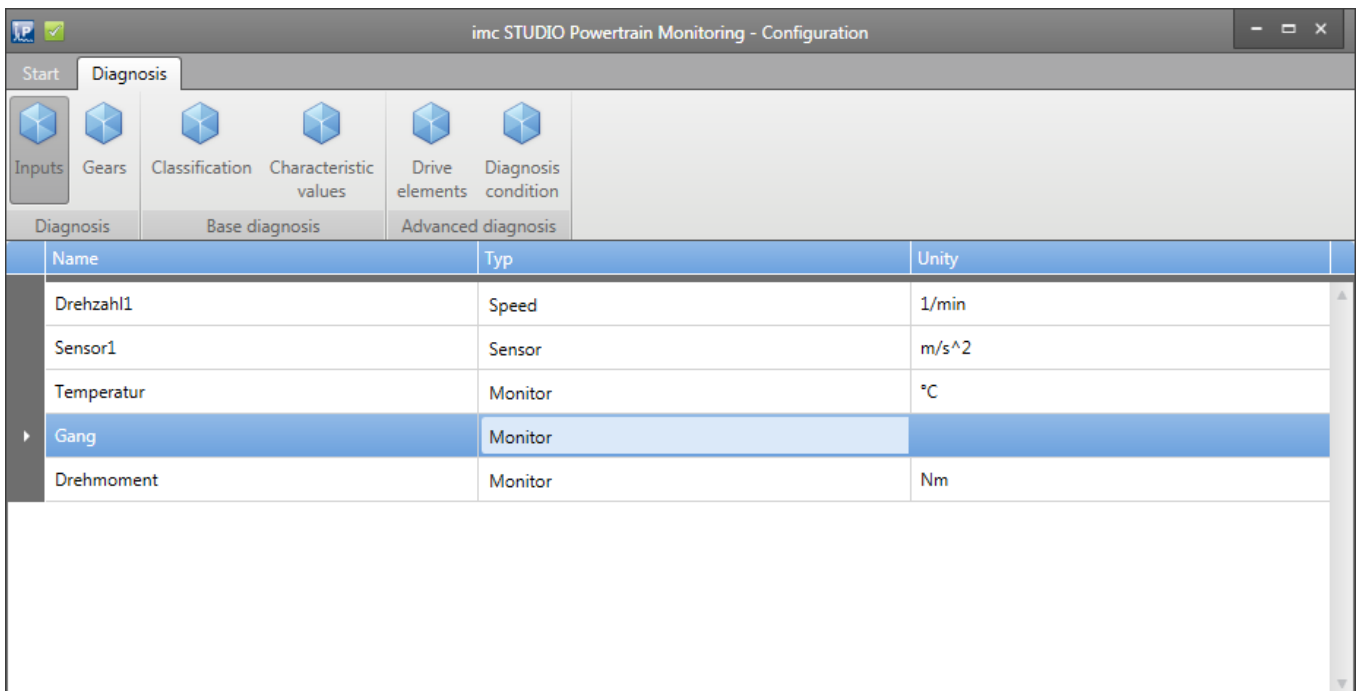 imc STUDIO Powertrain Monitoring - Configuration
Start Diagnosis
Inputs Gears Classification Characteristic values Drive elements Diagnosis condition
Diagnosis Base diagnosis Advanced diagnosis
Name Typ Unity
Drehzahl1 Speed 1/min
Sensor1 Sensor m/s^2
Temperatur Monitor °C
Gang Monitor
Drehmoment Monitor Nm